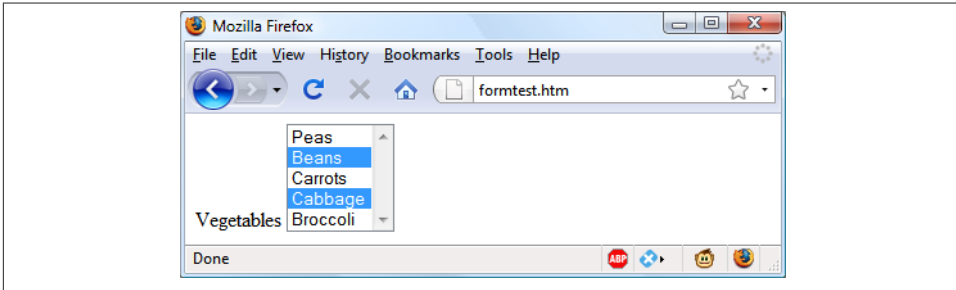 Mozilla Firefox
File Edit View History Bookmarks Tools Help
formtest.htm
Peas
Beans
Carrots
Cabbage
Vegetables Broccoli
Done
ABP